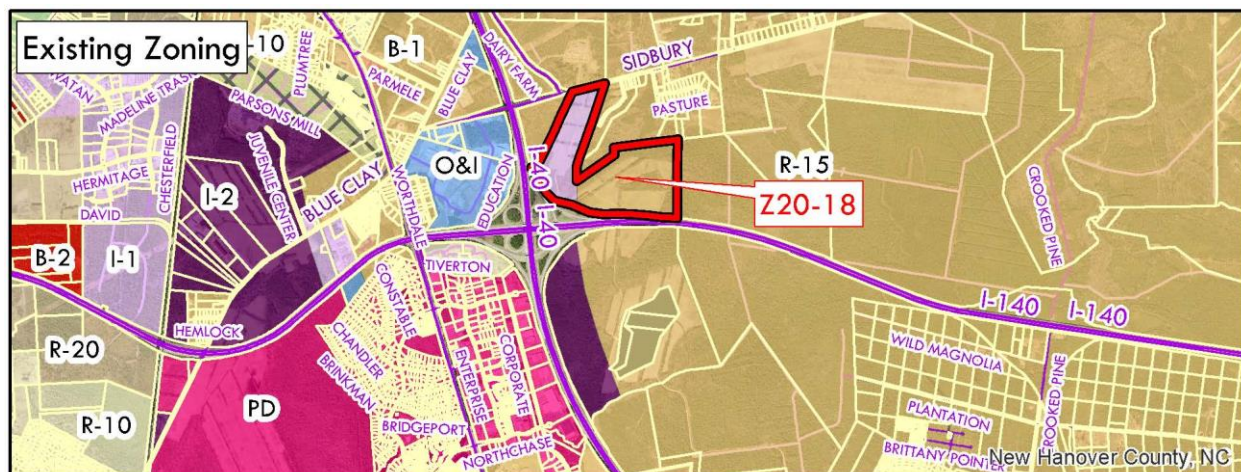 Existing Zoning
-10
B-1
PLUMTREE
PARMELE
BLUE CLAY
DAIRY FARM
SIDBURY
PASTURE
WATAN
MADELINE TRASK
PARSONS MILL
CHESTERFIELD
HERMITAGE
DAVID
JUVENILE CENTER
I-2
BLUE CLAY
O&I
EDUCATION
WORTHDALE
I-40
I-40
R-15
Z20-18
CROOKED PINE
B-2
I-1
TIVERTON
HEMLOCK
R-20
R-10
PD
CONSTABLE
CHANDLER
BRINKMAN
ENTERPRISE
CORPORATE
BRIDGEPORT
NORTHCHASE
I-140
I-140
WILD MAGNOLIA
PLANTATION
BRITTANY POINTER
CROOKED PINE
New Hanover County, NC